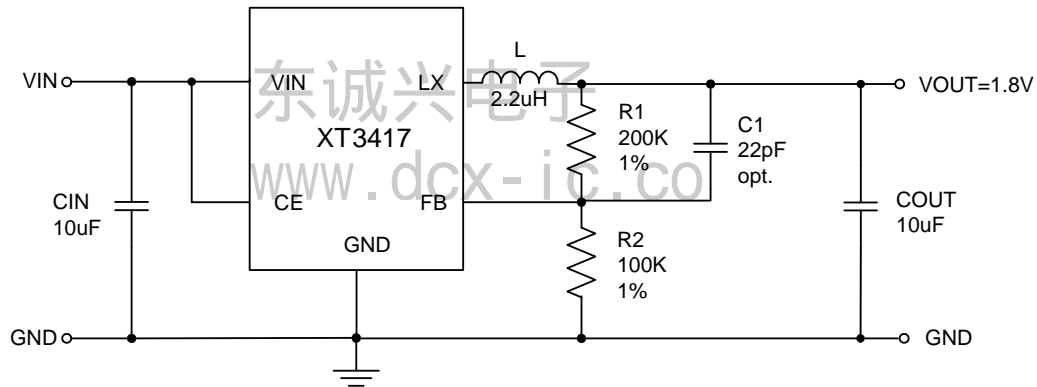 L
VIN
VIN
LX
2.2uH
VOUT=1.8V
东诚兴电子
XT3417
R1
200K
1%
C1
22pF
opt.
www.dcx-ic.co
CE
FB
CIN
10uF
COUT
10uF
GND
R2
100K
1%
GND
GND